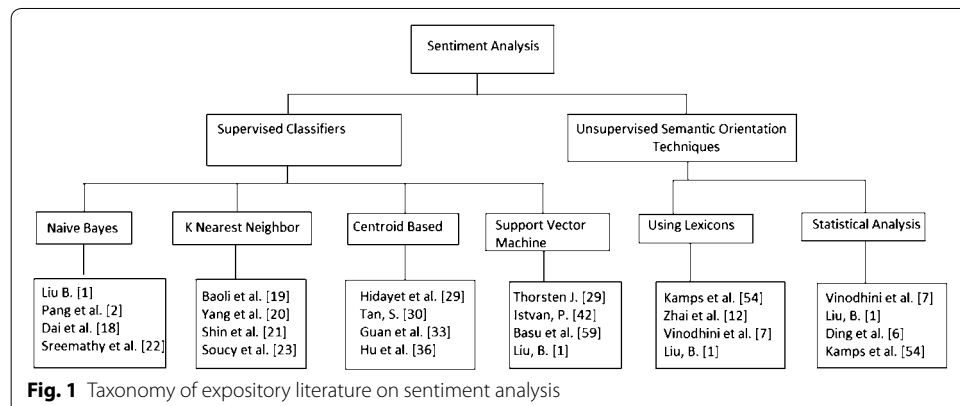 Sentiment Analysis
Supervised Classifiers
Unsupervised Semantic Orientation
Techniques
Naive Bayes
K Nearest Neighbor
Centroid Based
Support Vector
Machine
Using Lexicons
Statistical Analysis
Liu B. [1]
Pang et al. [2]
Dai et al. [18]
Sreemathy et al. [22]
Baoli et al. [19]
Yang et al. [20]
Shin et al. [21]
Soucy et al. [23]
Hidayet et al. [29]
Tan, S. [30]
Guan et al. [33]
Hu et al. [36]
Thorsten J. [29]
Istvan, P. [42]
Basu et al. [59]
Liu, B. [1]
Kamps et al. [54]
Zhai et al. [12]
Vinodhini et al. [7]
Liu, B. [1]
Vinodhini et al. [7]
Liu, B. [1]
Ding et al. [6]
Kamps et al. [54]
Fig. 1 Taxonomy of expository literature on sentiment analysis